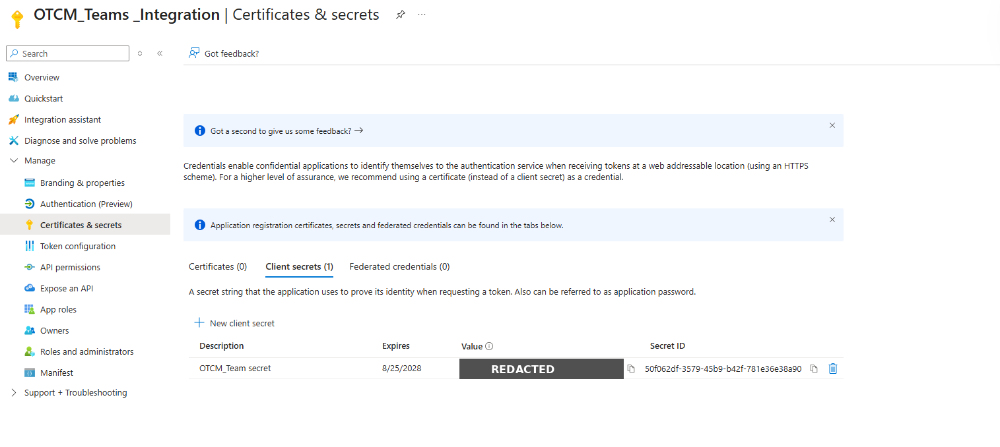 OTCM_Teams _Integration | Certificates & secrets
Search
Got feedback?
Overview
Quickstart
Integration assistant
Diagnose and solve problems
Manage
Branding & properties
Authentication (Preview)
Certificates & secrets
Token configuration
API permissions
Expose an API
App roles
Owners
Roles and administrators
Manifest
Support + Troubleshooting
Got a second to give us some feedback?
Credentials enable confidential applications to identify themselves to the authentication service when receiving tokens at a web addressable location (using an HTTPS
scheme). For a higher level of assurance, we recommend using a certificate (instead of a client secret) as a credential.
Application registration certificates, secrets and federated credentials can be found in the tabs below.
Certificates (0) Client secrets (1) Federated credentials (0)
A secret string that the application uses to prove its identity when requesting a token. Also can be referred to as application password.
New client secret
Description Expires Value Secret ID
OTCM_Team secret 8/25/2028 REDACTED 50f062df-3579-45b9-b42f-781e36e38a90